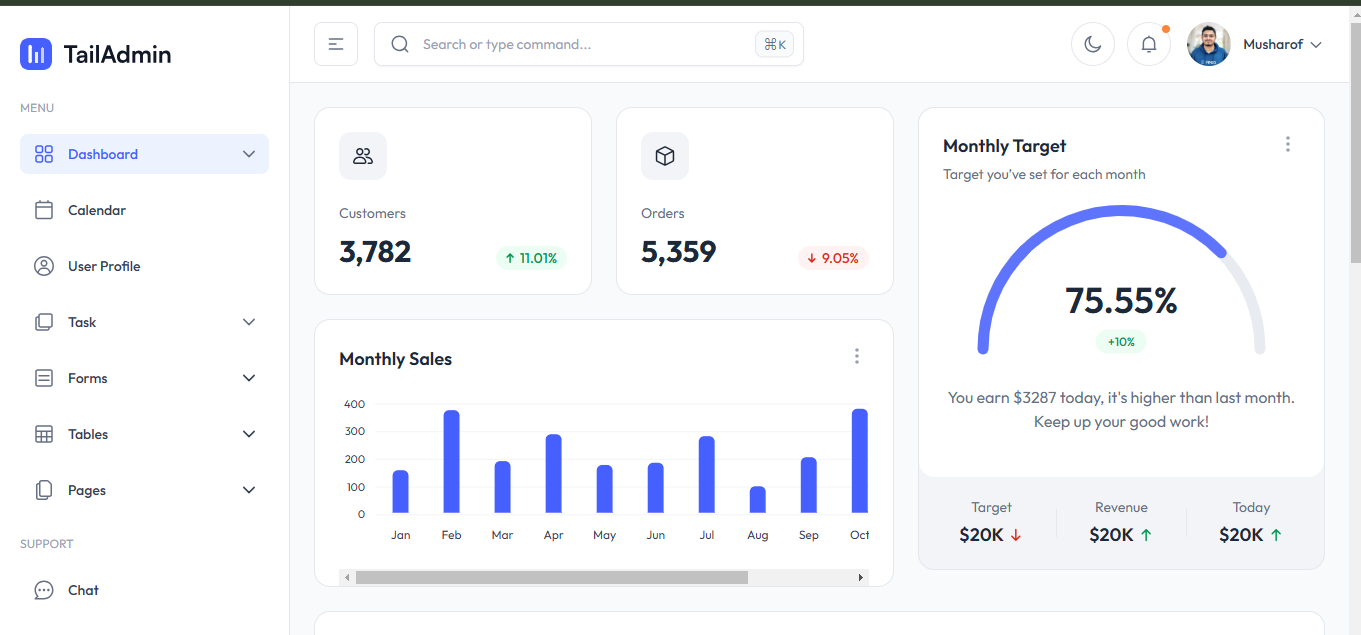 TailAdmin
MENU
Dashboard
Calendar
User Profile
Task
Forms
Tables
Pages
SUPPORT
Chat
Search or type command...
⌘K
Musharof
Customers
3,782
↑ 11.01%
Orders
5,359
↓ 9.05%
Monthly Sales
400
300
200
100
0
Jan Feb Mar Apr May Jun Jul Aug Sep Oct
Monthly Target
Target you’ve set for each month
75.55%
+10%
You earn $3287 today, it's higher than last month.
Keep up your good work!
Target Revenue Today
$20K ↓ $20K ↑ $20K ↑